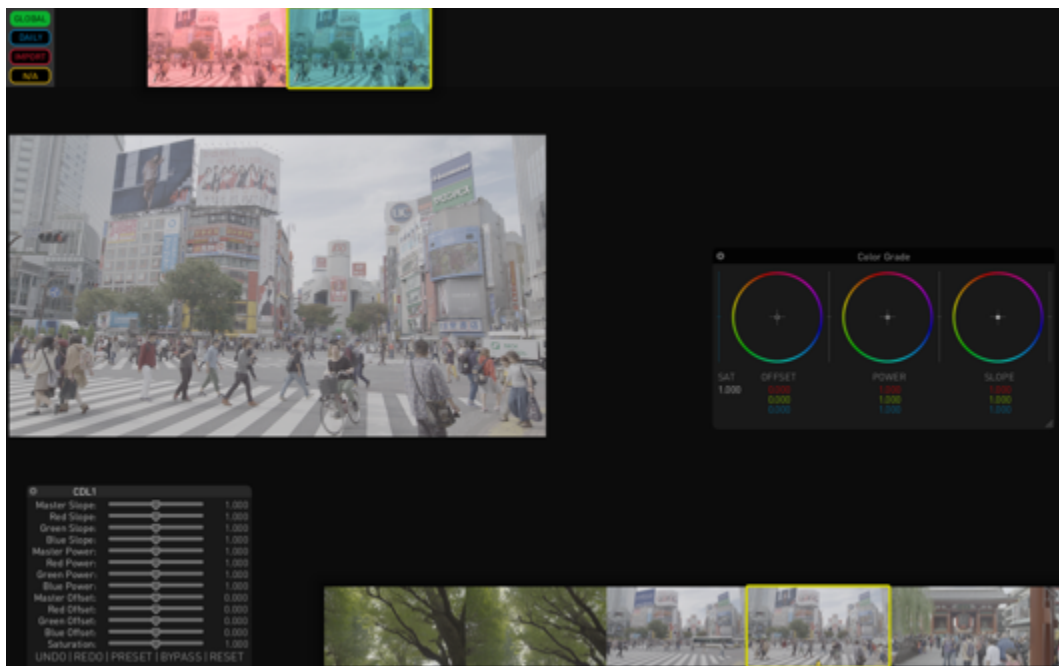 GLOBAL
DAILY
IMPORT
N/A
Color Grade
SAT OFFSET POWER SLOPE
1.000 0.000 1.000 1.000
0.000 1.000 1.000
0.000 1.000 1.000
CDL1
Master Slope: 1.000
Red Slope: 1.000
Green Slope: 1.000
Blue Slope: 1.000
Master Power: 1.000
Red Power: 1.000
Green Power: 1.000
Blue Power: 1.000
Master Offset: 0.000
Red Offset: 0.000
Green Offset: 0.000
Blue Offset: 0.000
Saturation: 1.000
UNDO | REDO | PRESET | BYPASS | RESET